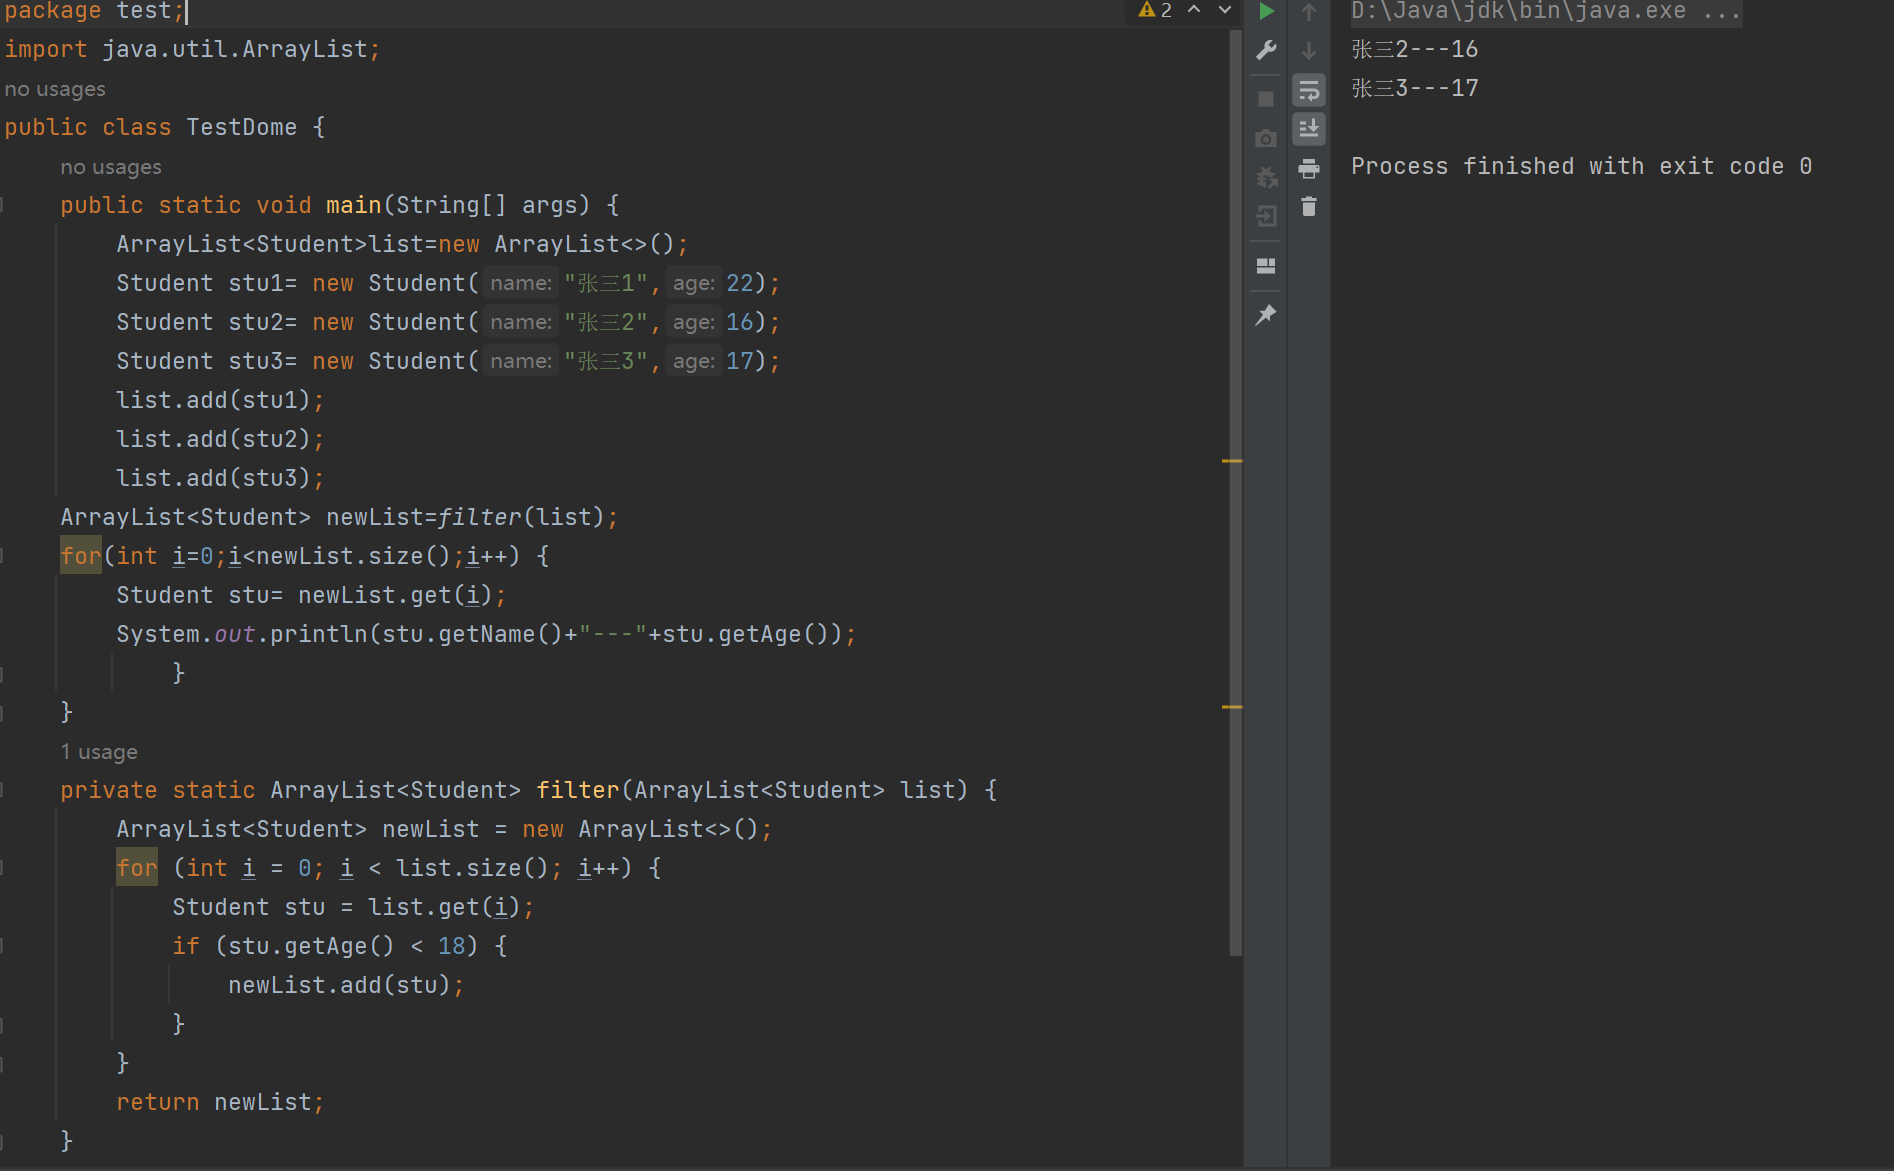 package test;
import java.util.ArrayList;
no usages
public class TestDome {
no usages
public static void main(String[] args) {
ArrayList<Student>list=new ArrayList<>();
Student stu1= new Student( name: "张三1", age: 22);
Student stu2= new Student( name: "张三2", age: 16);
Student stu3= new Student( name: "张三3", age: 17);
list.add(stu1);
list.add(stu2);
list.add(stu3);
ArrayList<Student> newList=filter(list);
for(int i=0;i<newList.size();i++) {
Student stu= newList.get(i);
System.out.println(stu.getName()+"---"+stu.getAge());
}
}
1 usage
private static ArrayList<Student> filter(ArrayList<Student> list) {
ArrayList<Student> newList = new ArrayList<>();
for (int i = 0; i < list.size(); i++) {
Student stu = list.get(i);
if (stu.getAge() < 18) {
newList.add(stu);
}
}
return newList;
}
2
D:\Java\jdk\bin\java.exe ...
张三2---16
张三3---17
Process finished with exit code 0